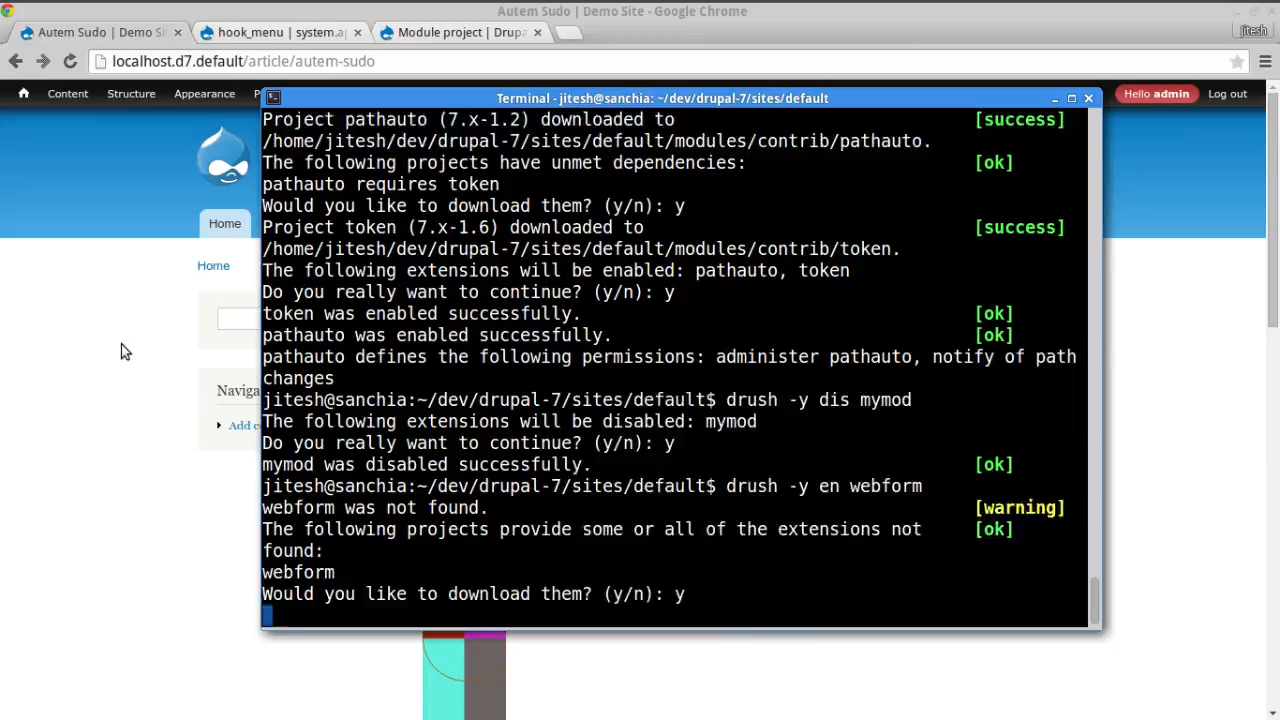 Autem Sudo | Demo Site - Google Chrome
Autem Sudo | Demo Si
hook_menu | system.a
Module project | Drupa
jitesh
localhost.d7.default/article/autem-sudo
Content Structure Appearance P
Hello admin Log out
Terminal - jitesh@sanchia: ~/dev/drupal-7/sites/default
Project pathauto (7.x-1.2) downloaded to [success]
/home/jitesh/dev/drupal-7/sites/default/modules/contrib/pathauto.
The following projects have unmet dependencies: [ok]
pathauto requires token
Would you like to download them? (y/n): y
Project token (7.x-1.6) downloaded to [success]
/home/jitesh/dev/drupal-7/sites/default/modules/contrib/token.
The following extensions will be enabled: pathauto, token
Do you really want to continue? (y/n): y
token was enabled successfully. [ok]
pathauto was enabled successfully. [ok]
pathauto defines the following permissions: administer pathauto, notify of path
changes
jitesh@sanchia:~/dev/drupal-7/sites/default$ drush -y dis mymod
The following extensions will be disabled: mymod
Do you really want to continue? (y/n): y
mymod was disabled successfully. [ok]
jitesh@sanchia:~/dev/drupal-7/sites/default$ drush -y en webform
webform was not found. [warning]
The following projects provide some or all of the extensions not [ok]
found:
webform
Would you like to download them? (y/n): y
Home
Home
Naviga
Add co